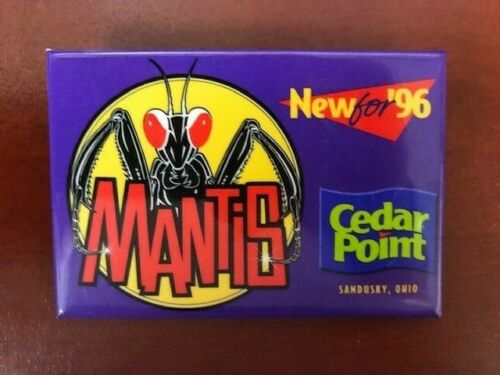 MANTiS
New for '96
Cedar
Point
SANDUSKY, OHIO